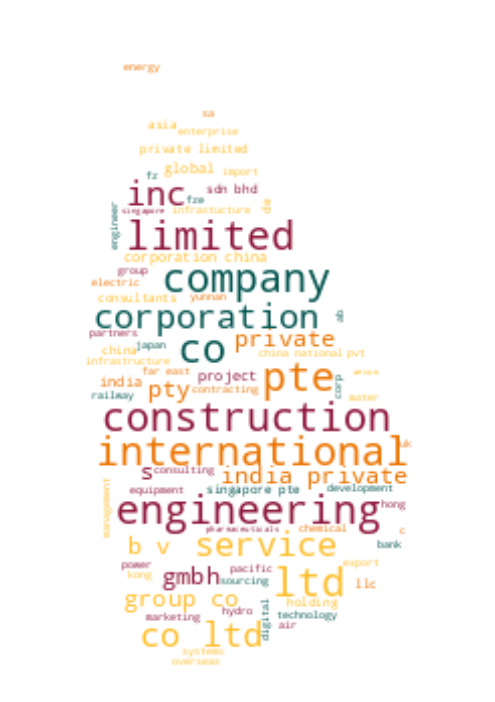 energy
sa
asia
enterprise
private limited
global import
fz
inc sdn bhd
fze
singapore infrastucture
engineer
limited
corporation china
group
company
electric
consultants yunnan
corporation
partners
co private
japan
china
china national pvt
infrastructure
far east
project
pte
india
pty contracting
corp
railway
water
construction
international
uk
s consulting
india private
management
equipment
singapore pte
development
engineering
hong
pharmaceuticals
chemical
c
b v service
bank
power
pacific
export
kong
gmbh sourcing
ltd
llc
group co
holding
hydro
marketing
digital
technology
air
co ltd
systems
overseas